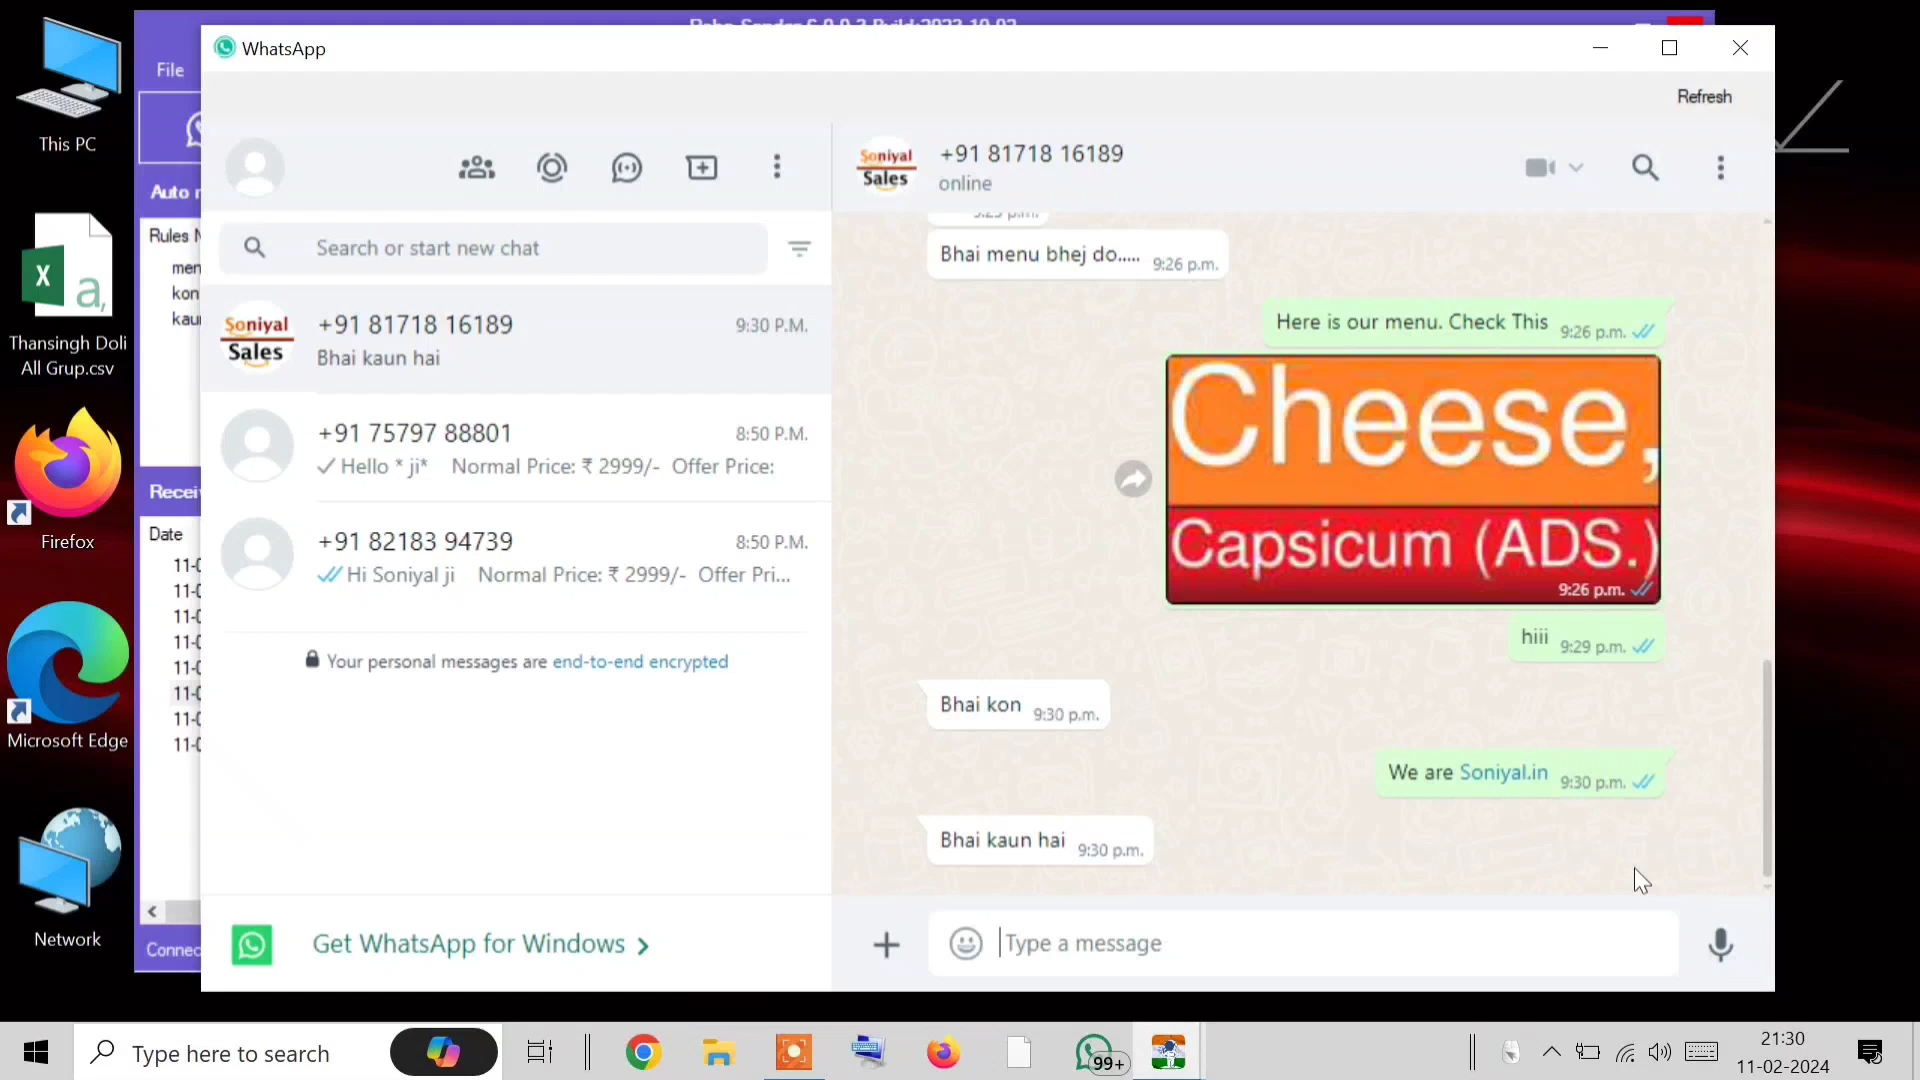 WhatsApp
File
Refresh
This PC
+91 81718 16189
online
Soniyal
Sales
Bhai menu bhej do..... 9:26 p.m.
Search or start new chat
Here is our menu. Check This 9:26 p.m.
Soniyal
Sales
+91 81718 16189 9:30 P.M.
Bhai kaun hai
Thansingh Doli
All Grup.csv
+91 75797 88801 8:50 P.M.
Hello * ji* Normal Price: ₹ 2999/- Offer Price:
Cheese,
Capsicum (ADS.)
9:26 p.m.
Date
Firefox
+91 82183 94739 8:50 P.M.
Hi Soniyal ji Normal Price: ₹ 2999/- Offer Pri...
hiii 9:29 p.m.
Your personal messages are end-to-end encrypted
Bhai kon 9:30 p.m.
Microsoft Edge
We are Soniyal.in 9:30 p.m.
Bhai kaun hai 9:30 p.m.
Network
Get WhatsApp for Windows
Type a message
Type here to search
99+
21:30
11-02-2024